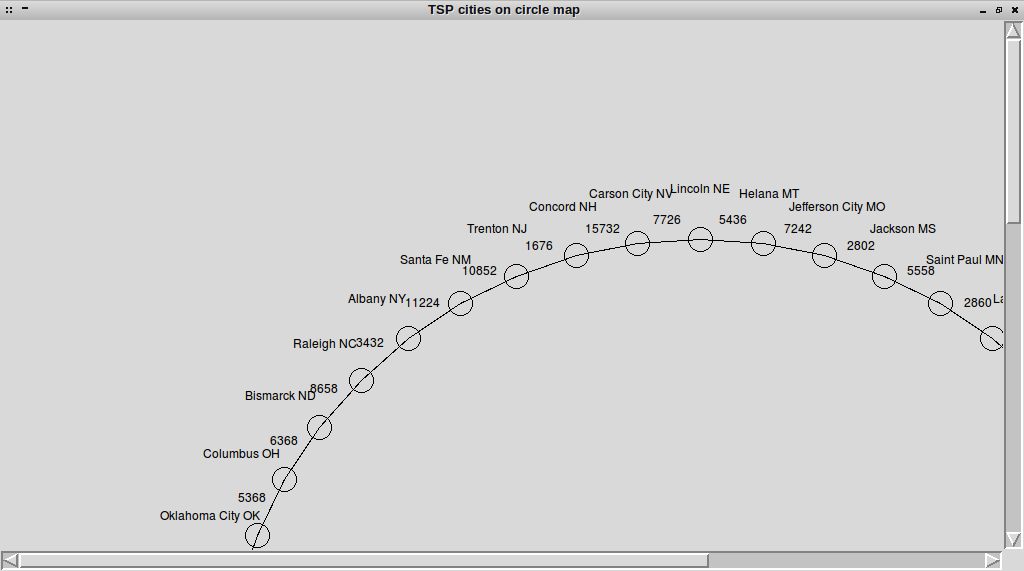 TSP cities on circle map
Lincoln NE
Carson City NV
Helana MT
Concord NH
Jefferson City MO
7726
5436
Trenton NJ
15732
7242
Jackson MS
1676
2802
Santa Fe NM
Saint Paul MN
10852
5558
Albany NY
11224
2860
La
Raleigh NC
3432
8658
Bismarck ND
6368
Columbus OH
5368
Oklahoma City OK